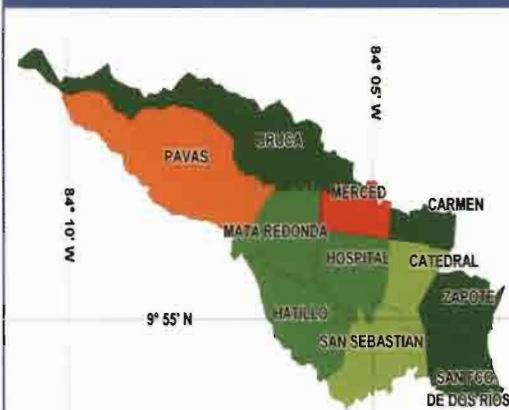 84° 05' W
URUCA
PAVAS
MERCED
CARMEN
84° 10' W
MATA REDONDA
HOSPITAL
CATEDRAL
ZAPOTE
HATILLO
9° 55' N
SAN SEBASTIAN
SAN FCO.
DE DOS RIOS